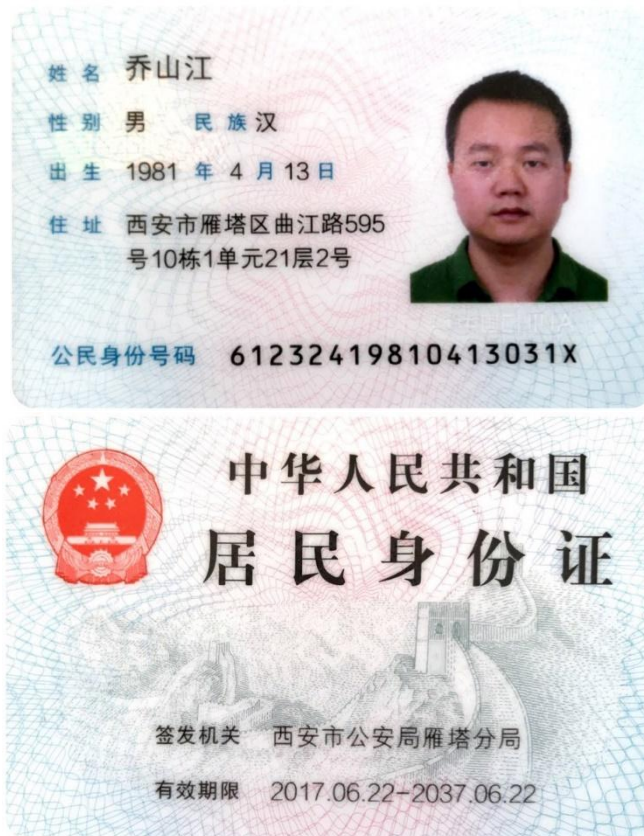 姓名 乔山江
性别 男 民族 汉
出生 1981 年 4 月 13 日
住址 西安市雁塔区曲江路595
号10栋1单元21层2号
公民身份号码 61232419810413031X
中华人民共和国
居民身份证
签发机关 西安市公安局雁塔分局
有效期限 2017.06.22-2037.06.22